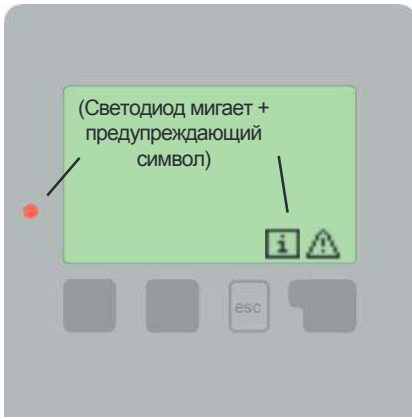 (Светодиод мигает +
предупреждающий
символ)
i
esc